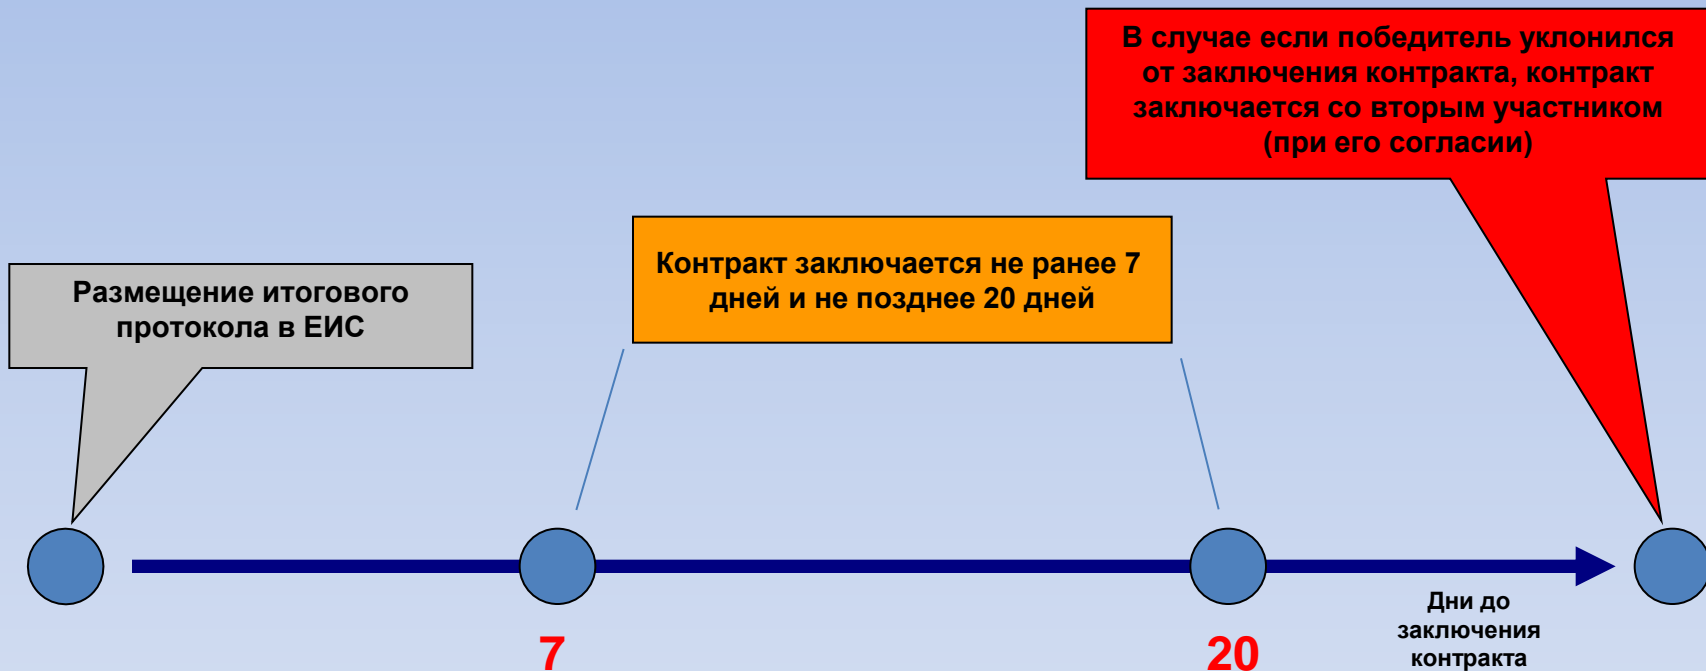 В случае если победитель уклонился
от заключения контракта, контракт
заключается со вторым участником
(при его согласии)
Контракт заключается не ранее 7
дней и не позднее 20 дней
Размещение итогового
протокола в ЕИС
7
20
Дни до
заключения
контракта